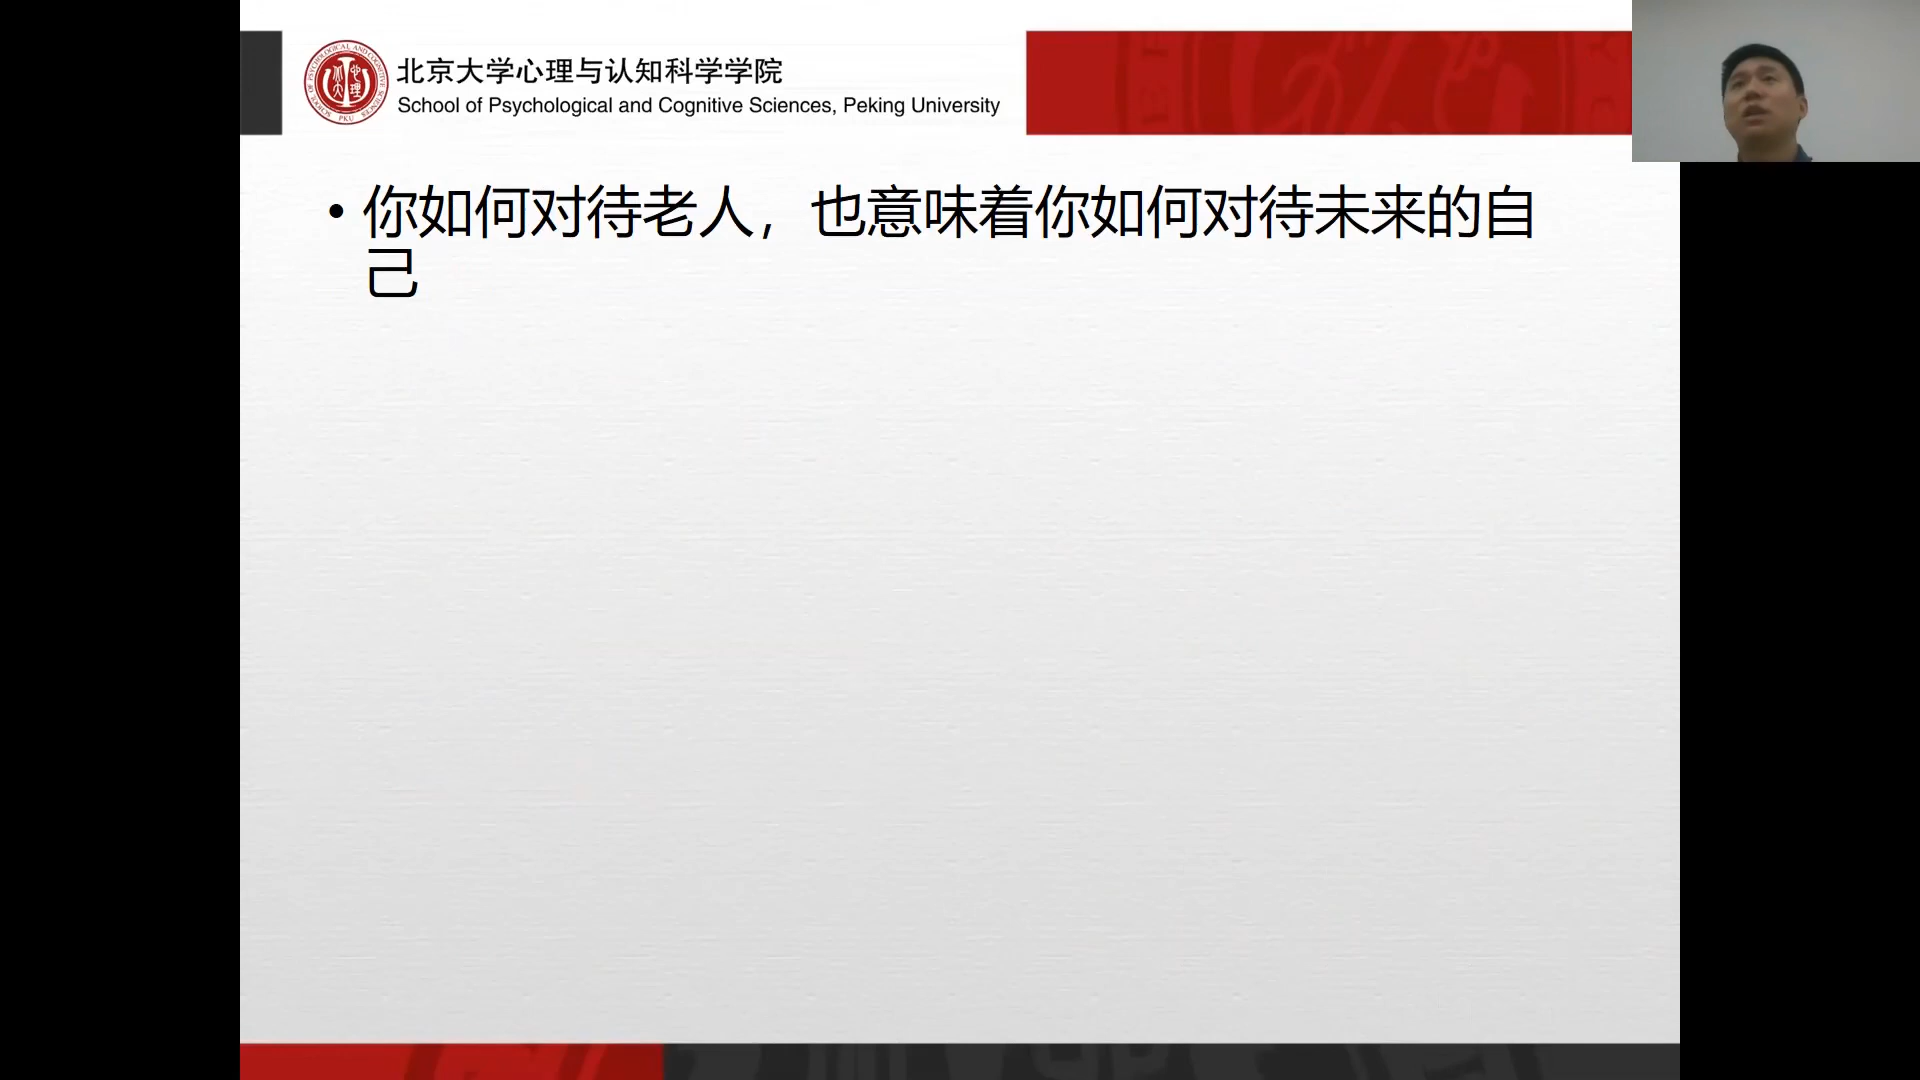 北京大学心理与认知科学学院
School of Psychological and Cognitive Sciences, Peking University
• 你如何对待老人，也意味着你如何对待未来的自
己